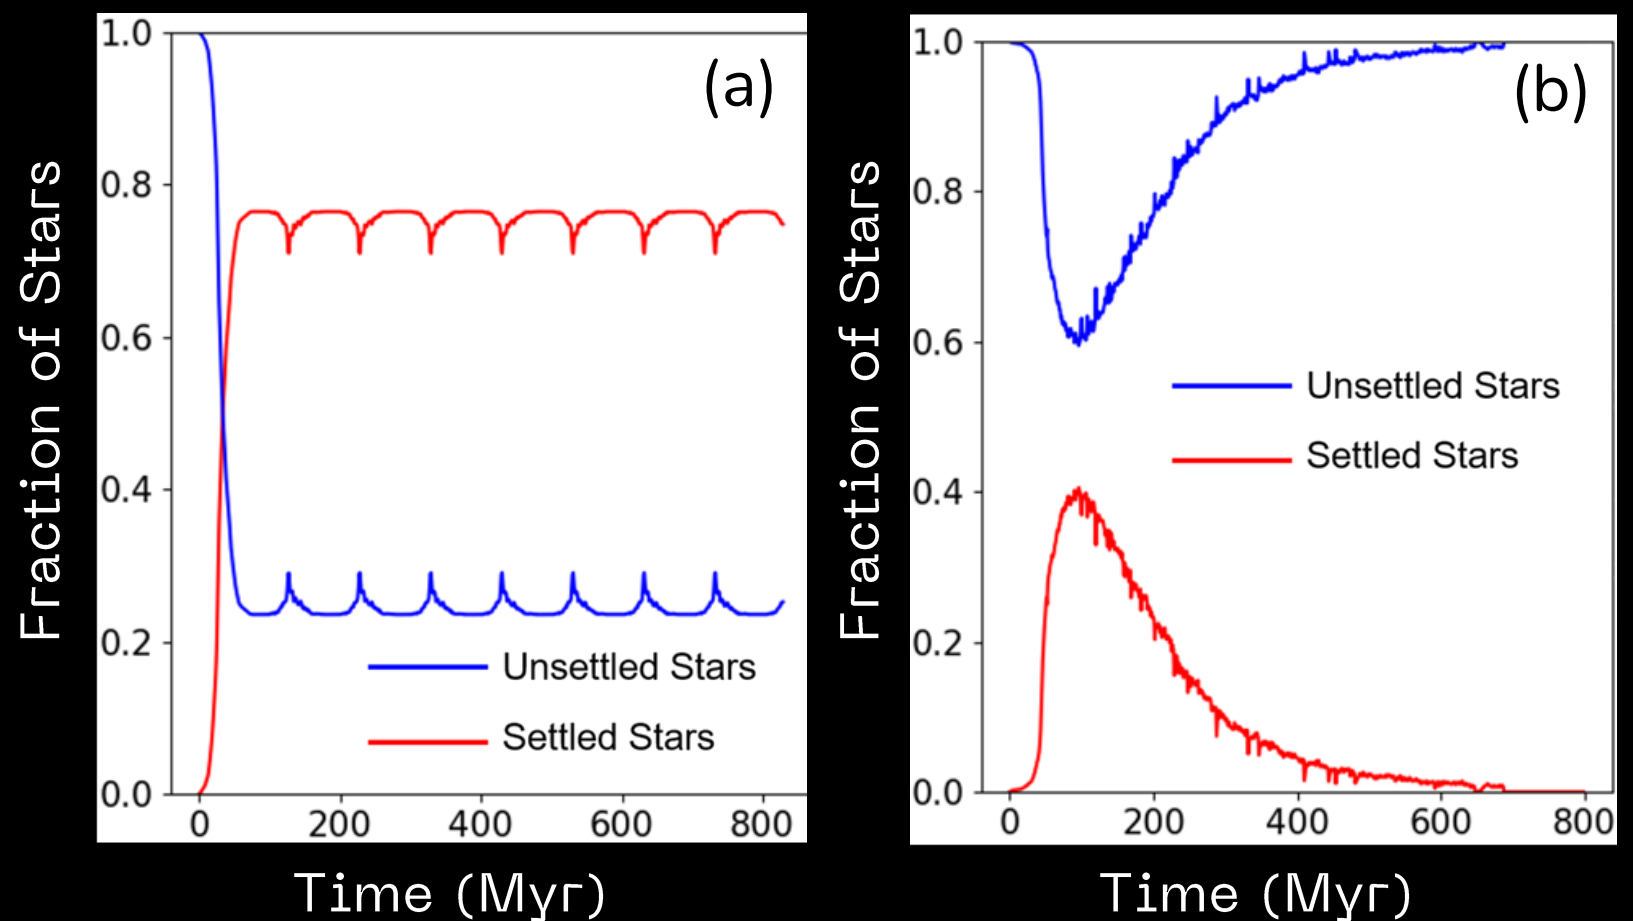 (a)
1.0
0.8
0.6
0.4
0.2
0.0
Fraction of Stars
Unsettled Stars
Settled Stars
0 200 400 600 800
Time (Myr)
(b)
1.0
0.8
0.6
0.4
0.2
0.0
Fraction of Stars
Unsettled Stars
Settled Stars
0 200 400 600 800
Time (Myr)